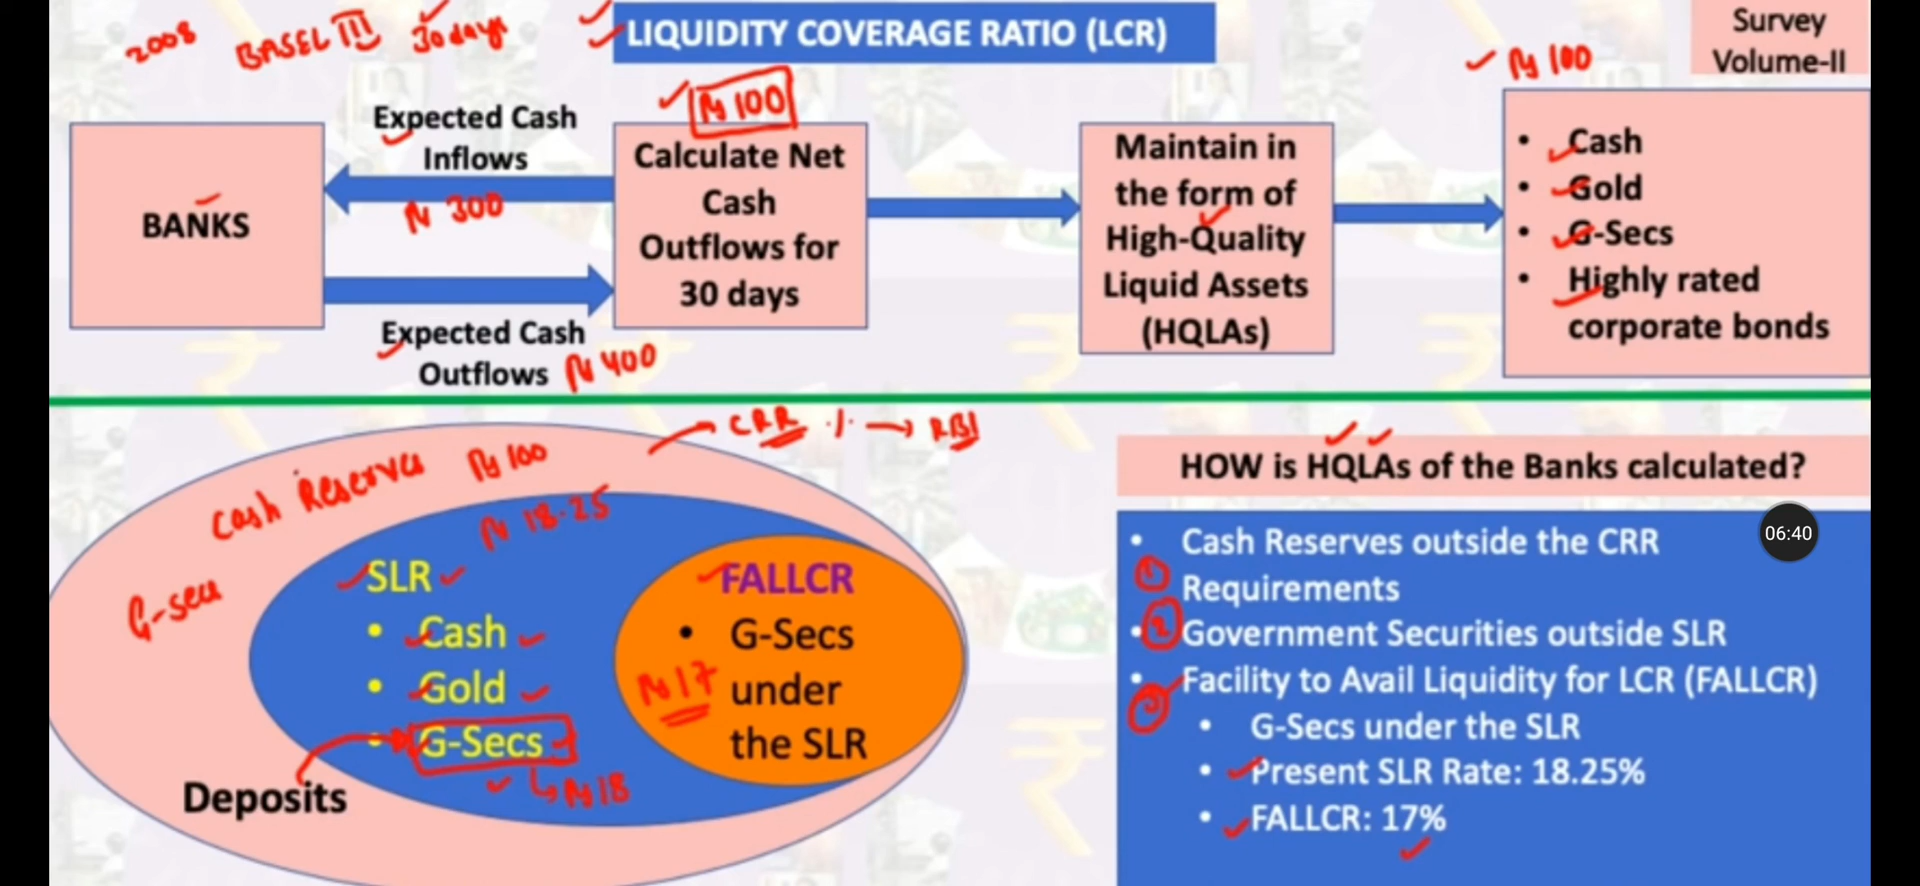 2008 BASEL III 30 days
LIQUIDITY COVERAGE RATIO (LCR)
Survey
Volume-II
BANKS
Expected Cash
Inflows
300
Expected Cash
Outflows
400
100
Calculate Net
Cash
Outflows for
30 days
Maintain in
the form of
High-Quality
Liquid Assets
(HQLAs)
100
• Cash
• Gold
• G-Secs
• Highly rated
corporate bonds
CRR % → RBI
Cash Reserves
100
G-secs
18.25
SLR
• Cash
• Gold
• G-Secs
18
Deposits
FALLCR
• G-Secs
under
the SLR
17
HOW is HQLAs of the Banks calculated?
• Cash Reserves outside the CRR
① Requirements
• ② Government Securities outside SLR
• ③ Facility to Avail Liquidity for LCR (FALLCR)
• G-Secs under the SLR
• Present SLR Rate: 18.25%
• FALLCR: 17%
06:40